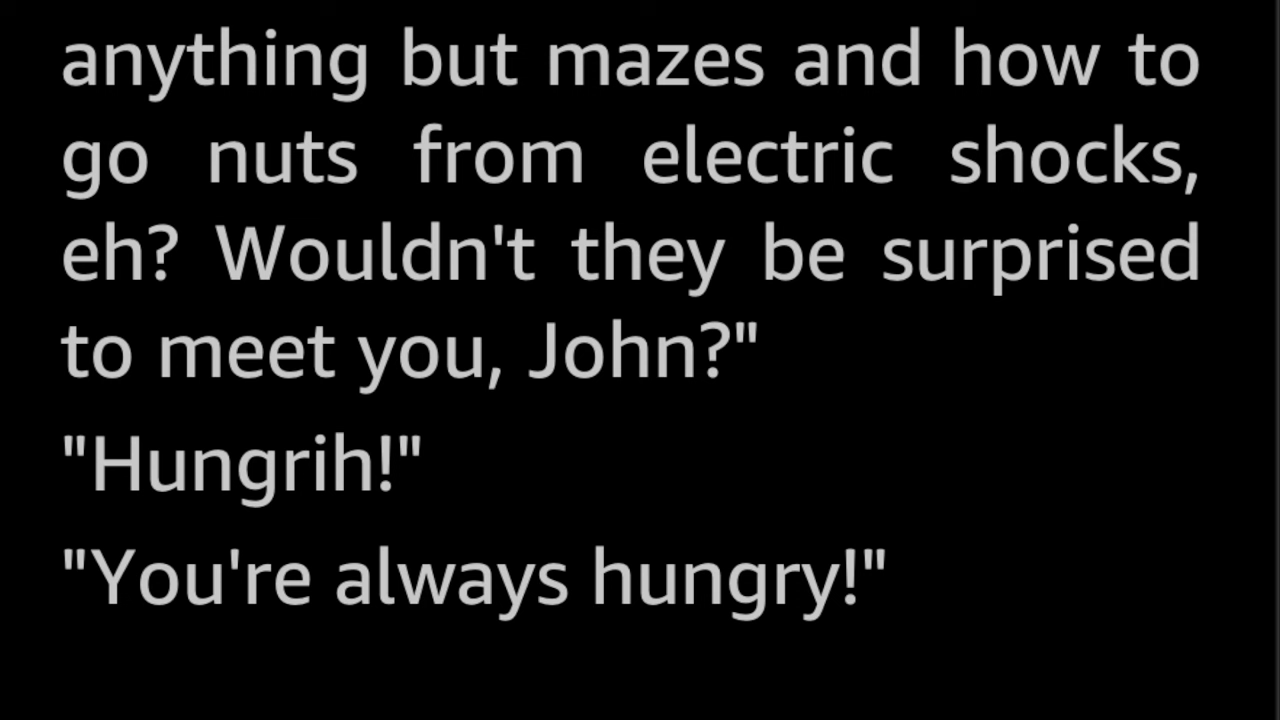 anything but mazes and how to
go nuts from electric shocks,
eh? Wouldn't they be surprised
to meet you, John?"
"Hungrih!"
"You're always hungry!"